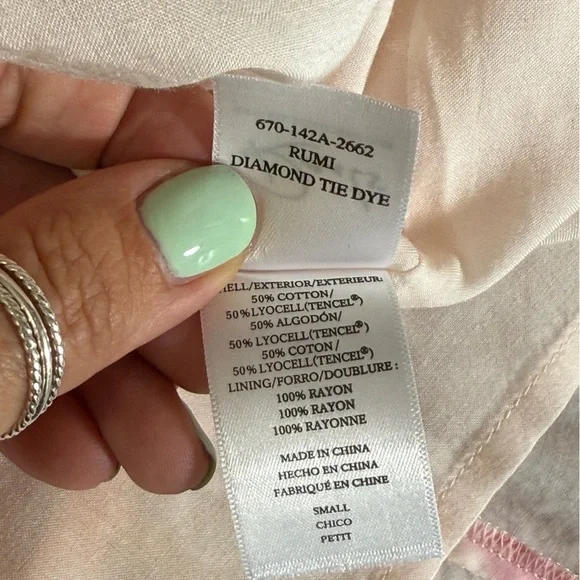 670-142A-2662
RUMI
DIAMOND TIE DYE
HELL/EXTERIOR/EXTERIEUR:
50% COTTON/
50% LYOCELL(TENCEL®)
50% ALGODÓN/
50% LYOCELL(TENCEL®)
50% COTON/
50% LYOCELL(TENCEL®)
LINING/FORRO/DOUBLURE :
100% RAYON
100% RAYON
100% RAYONNE
MADE IN CHINA
HECHO EN CHINA
FABRIQUÉ EN CHINE
SMALL
CHICO
PETIT